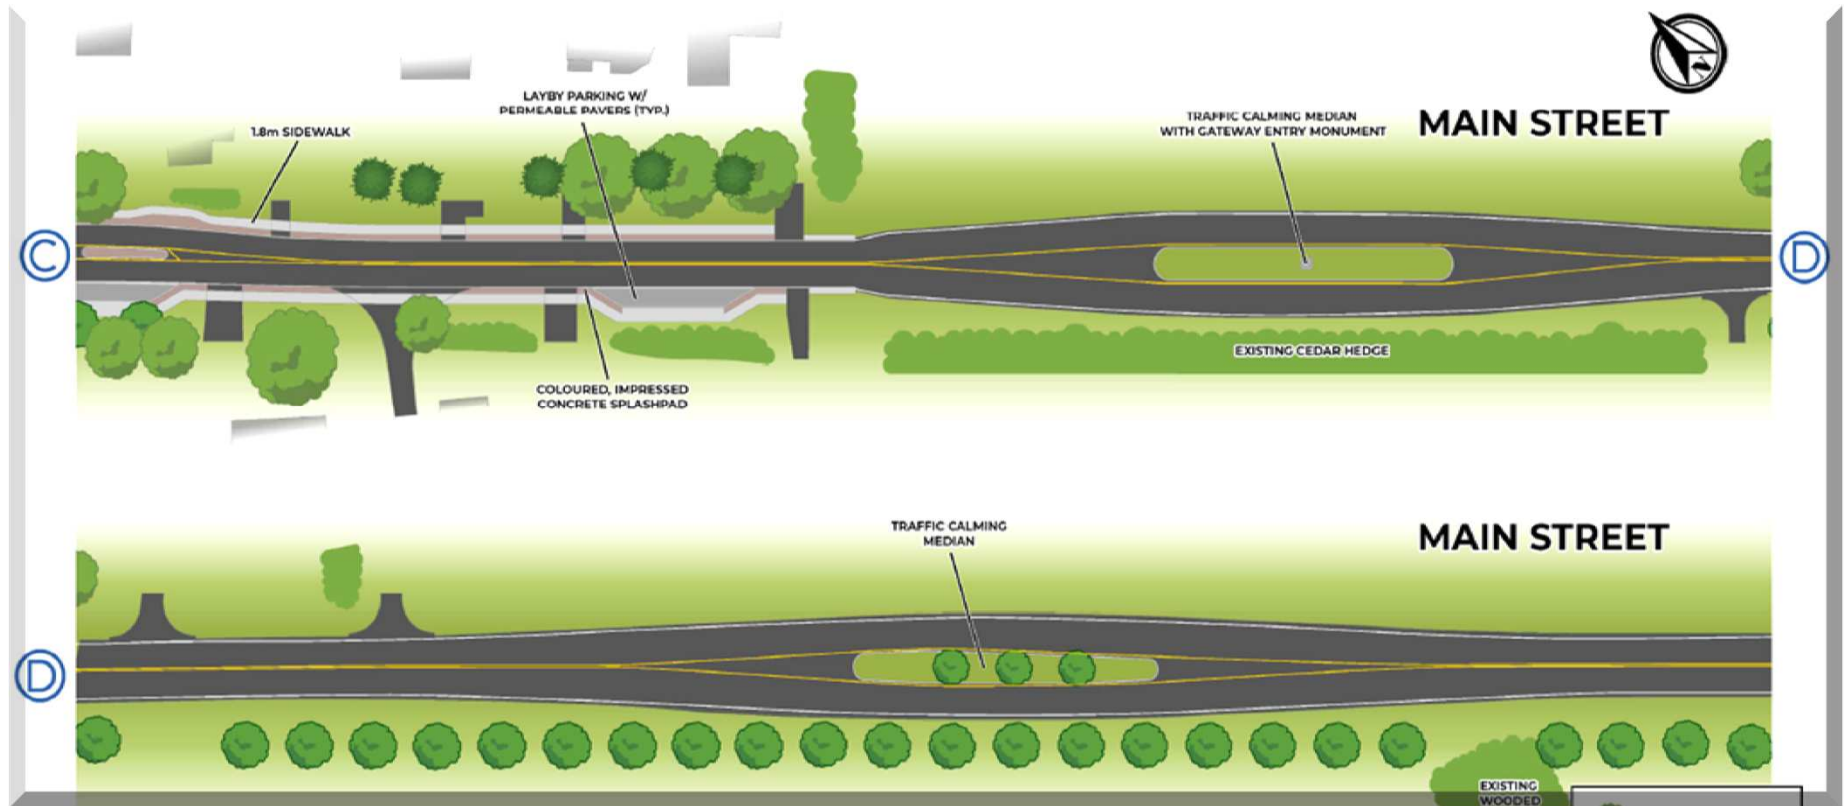 LAYBY PARKING W/
PERMEABLE PAVERS (TYP.)
1.8m SIDEWALK
TRAFFIC CALMING MEDIAN
WITH GATEWAY ENTRY MONUMENT
MAIN STREET
N
C
D
EXISTING CEDAR HEDGE
COLOURED, IMPRESSED
CONCRETE SPLASHPAD
TRAFFIC CALMING
MEDIAN
MAIN STREET
D
EXISTING
WOODED